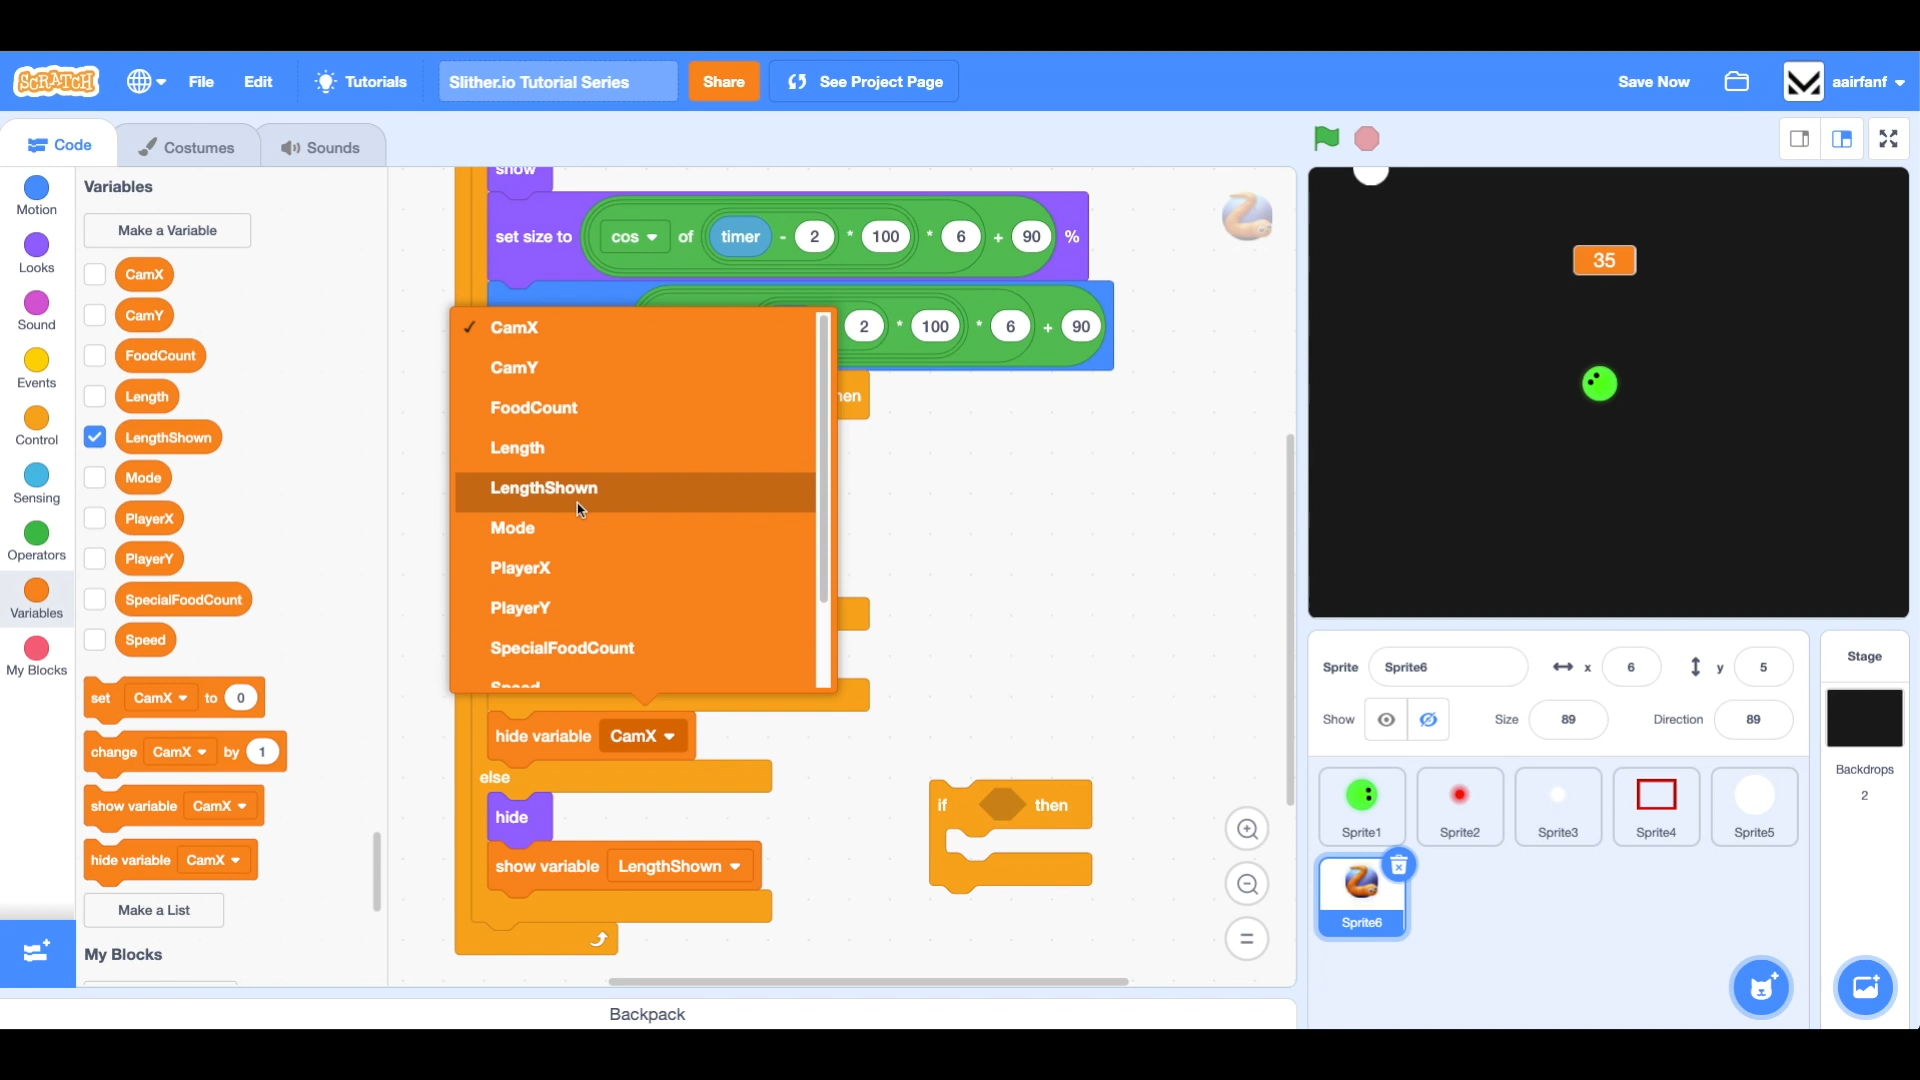 SCRATCH File Edit Tutorials Slither.io Tutorial Series Share See Project Page Save Now aairfanf
Code Costumes Sounds
Motion
Looks
Sound
Events
Control
Sensing
Operators
Variables
My Blocks
Variables
Make a Variable
CamX
CamY
FoodCount
Length
LengthShown
Mode
PlayerX
PlayerY
SpecialFoodCount
Speed
set CamX to 0
change CamX by 1
show variable CamX
hide variable CamX
Make a List
My Blocks
show
set size to cos of timer - 2 * 100 * 6 + 90 %
2 * 100 * 6 + 90
✓ CamX
CamY
FoodCount
Length
LengthShown
Mode
PlayerX
PlayerY
SpecialFoodCount
Speed
hide variable CamX
else
hide
show variable LengthShown
if then
Backpack
35
Sprite Sprite6 x 6 y 5
Show Size 89 Direction 89
Sprite1 Sprite2 Sprite3 Sprite4 Sprite5
Sprite6
Stage
Backdrops
2